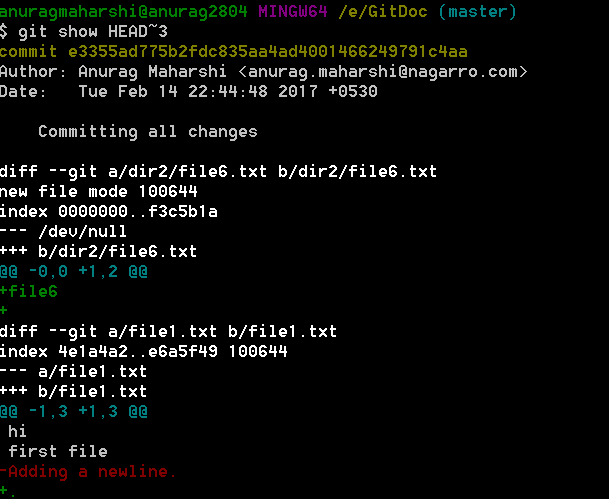 anuragmaharshi@anurag2804 MINGW64 /e/GitDoc (master)
$ git show HEAD~3
commit e3355ad775b2fdc835aa4ad4001466249791c4aa
Author: Anurag Maharshi <anurag.maharshi@nagarro.com>
Date:   Tue Feb 14 22:44:48 2017 +0530

    Committing all changes

diff --git a/dir2/file6.txt b/dir2/file6.txt
new file mode 100644
index 0000000..f3c5b1a
--- /dev/null
+++ b/dir2/file6.txt
@@ -0,0 +1,2 @@
+file6
+
diff --git a/file1.txt b/file1.txt
index 4e1a4a2..e6a5f49 100644
--- a/file1.txt
+++ b/file1.txt
@@ -1,3 +1,3 @@
 hi
 first file
-Adding a newline.
+.